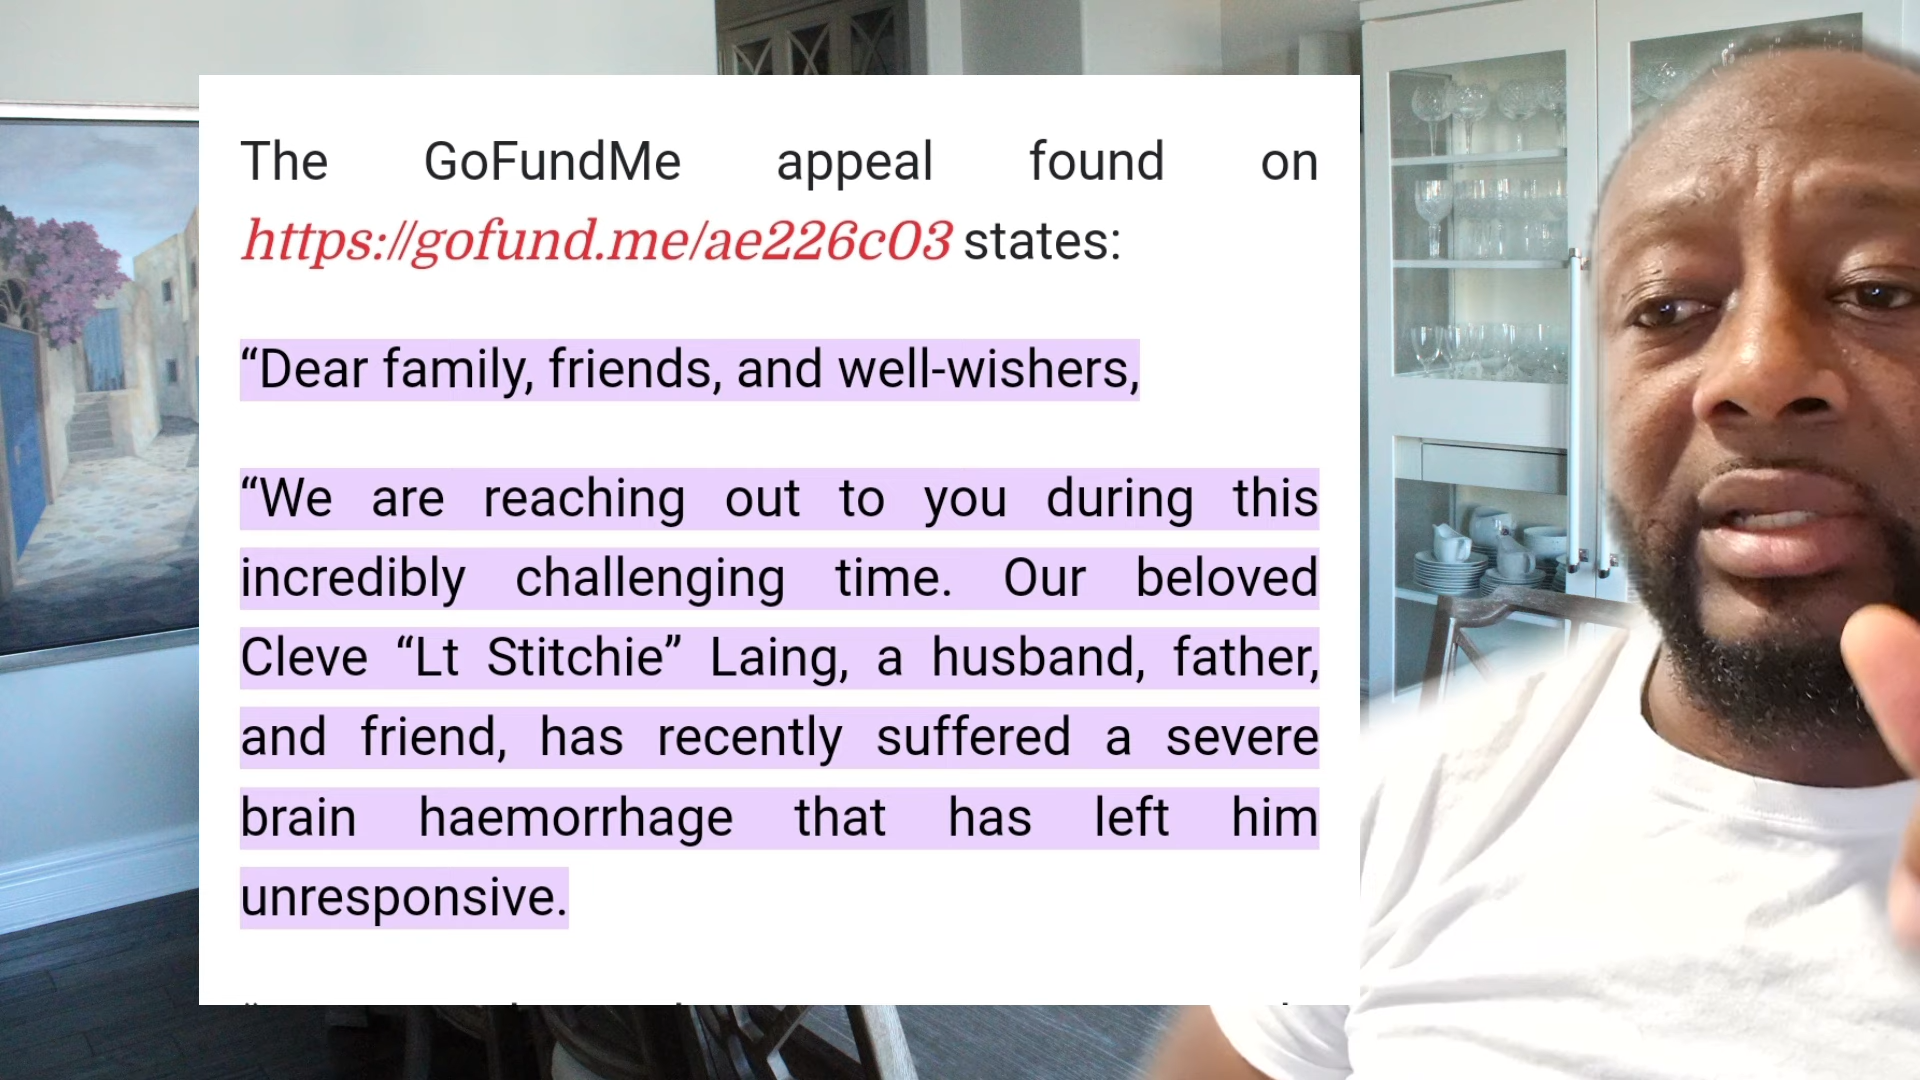 The GoFundMe appeal found on
https://gofund.me/ae226c03 states:
“Dear family, friends, and well-wishers,
“We are reaching out to you during this
incredibly challenging time. Our beloved
Cleve “Lt Stitchie” Laing, a husband, father,
and friend, has recently suffered a severe
brain haemorrhage that has left him
unresponsive.